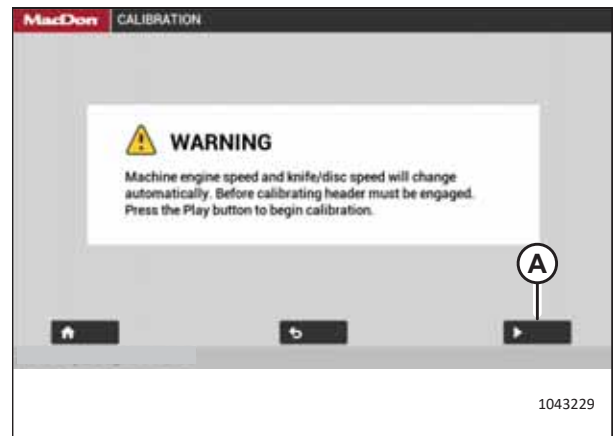 MacDon CALIBRATION
WARNING
Machine engine speed and knife/disc speed will change
automatically. Before calibrating header must be engaged.
Press the Play button to begin calibration.
A
1043229